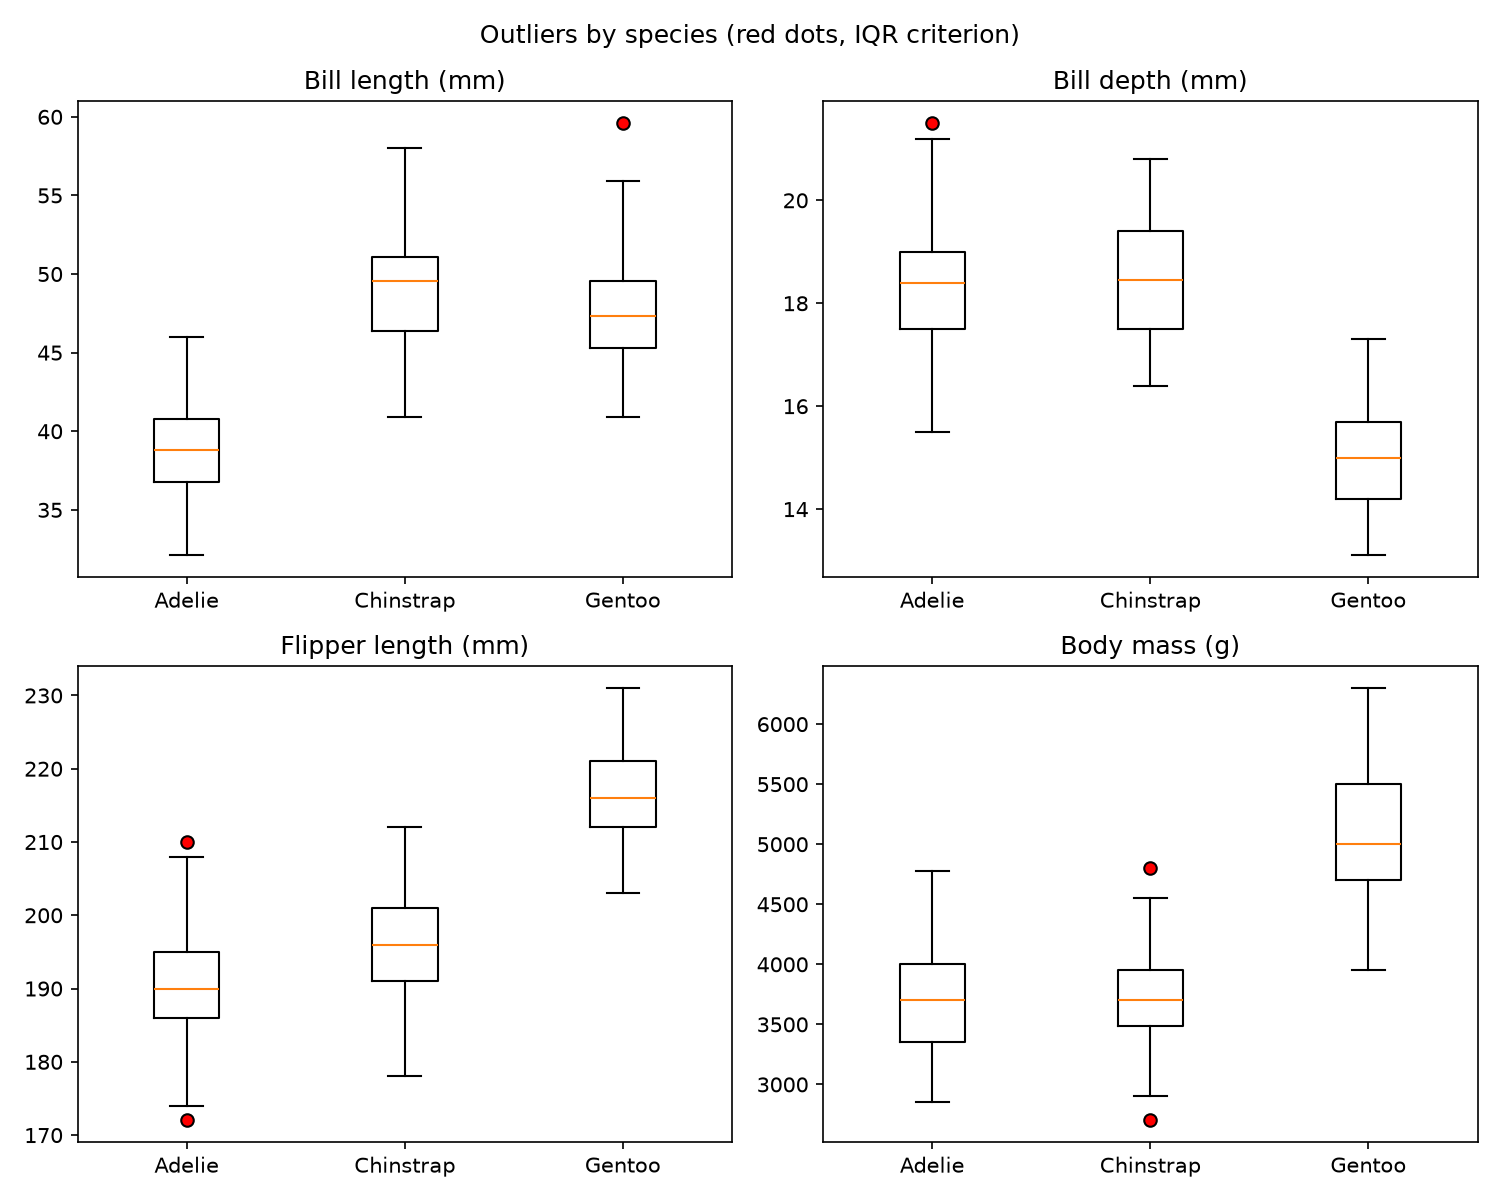 Outliers by species (red dots, IQR criterion)
Bill length (mm)
60
55
50
45
40
35
Adelie Chinstrap Gentoo
Bill depth (mm)
20
18
16
14
Adelie Chinstrap Gentoo
Flipper length (mm)
230
220
210
200
190
180
170
Adelie Chinstrap Gentoo
Body mass (g)
6000
5500
5000
4500
4000
3500
3000
Adelie Chinstrap Gentoo